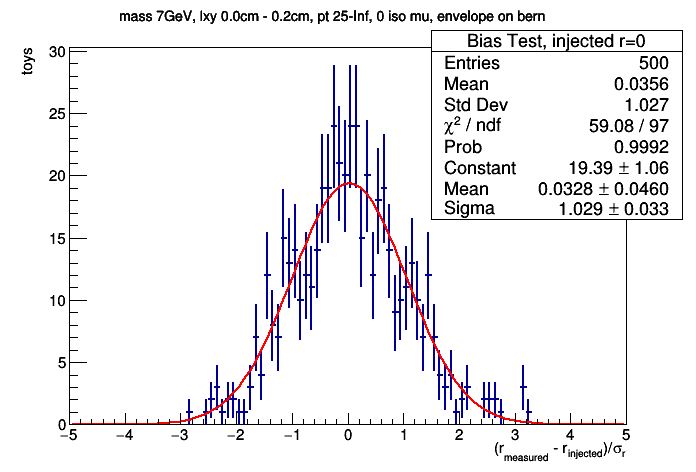 mass 7GeV, lxy 0.0cm - 0.2cm, pt 25-Inf, 0 iso mu, envelope on bern
Bias Test, injected r=0
Entries 500
Mean 0.0356
Std Dev 1.027
χ² / ndf 59.08 / 97
Prob 0.9992
Constant 19.39 ± 1.06
Mean 0.0328 ± 0.0460
Sigma 1.029 ± 0.033
toys
30
25
20
15
10
5
0
−5 −4 −3 −2 −1 0 1 2 3 4 5
(r_measured - r_injected)/σ_r